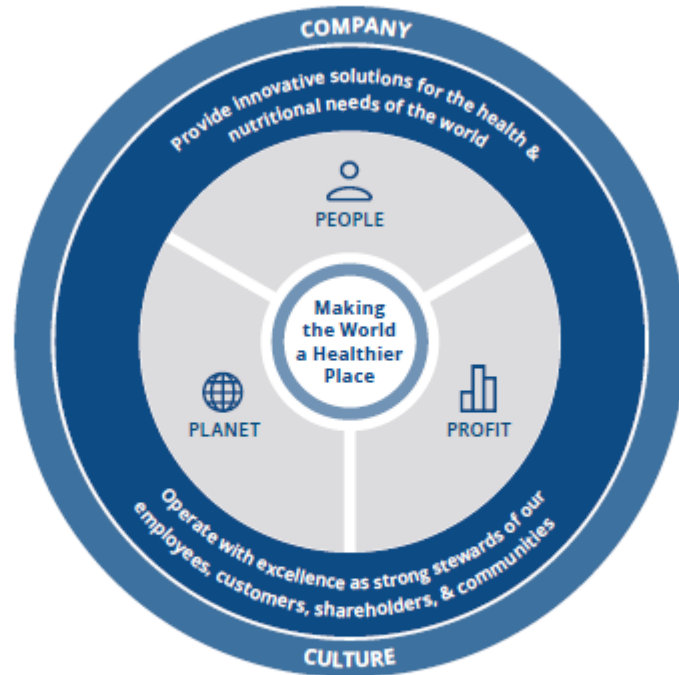 COMPANY
Provide innovative solutions for the health &
nutritional needs of the world
PEOPLE
Making
the World
a Healthier
Place
PLANET
PROFIT
Operate with excellence as strong stewards of our
employees, customers, shareholders, & communities
CULTURE